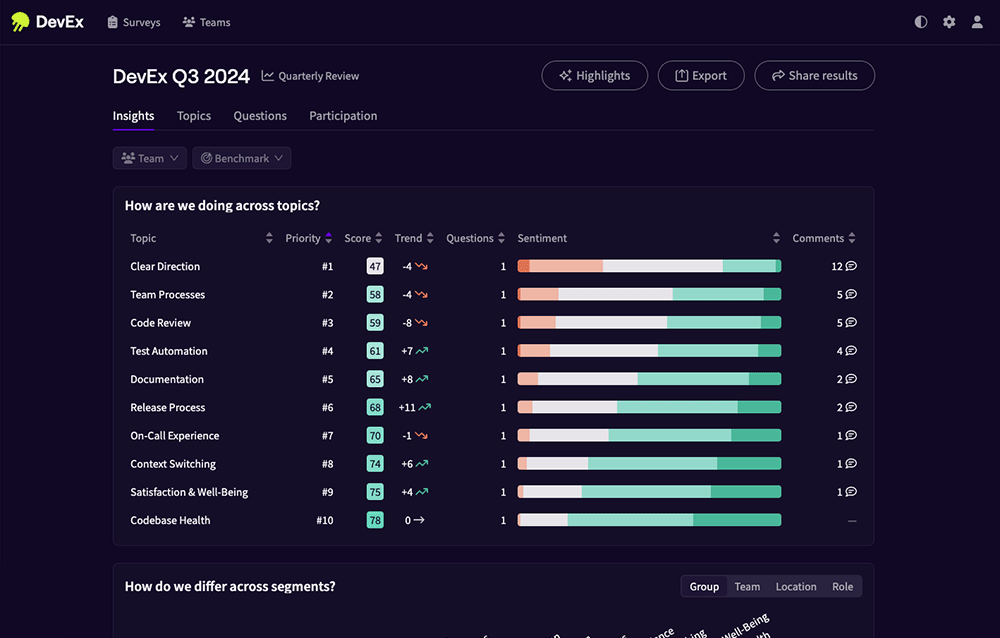 DevEx Surveys Teams
DevEx Q3 2024 Quarterly Review Highlights Export Share results
Insights Topics Questions Participation
Team Benchmark
How are we doing across topics?
Topic Priority Score Trend Questions Sentiment Comments
Clear Direction #1 47 -4 1 12
Team Processes #2 58 -4 1 5
Code Review #3 59 -8 1 5
Test Automation #4 61 +7 1 4
Documentation #5 65 +8 1 2
Release Process #6 68 +11 1 2
On-Call Experience #7 70 -1 1 1
Context Switching #8 74 +6 1 1
Satisfaction & Well-Being #9 75 +4 1 1
Codebase Health #10 78 0 1 —
How do we differ across segments? Group Team Location Role
Well-Being